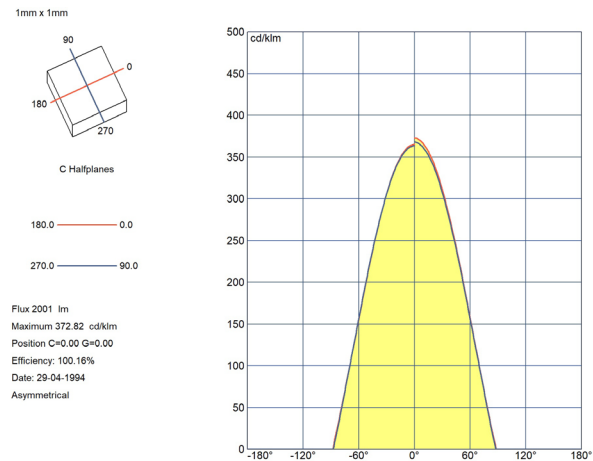 1mm x 1mm
90
0
180
270
C Halfplanes
180.0 0.0
270.0 90.0
Flux 2001 lm
Maximum 372.82 cd/klm
Position C=0.00 G=0.00
Efficiency: 100.16%
Date: 29-04-1994
Asymmetrical
500
cd/klm
450
400
350
300
250
200
150
100
50
0
-180° -120° -60° 0° 60° 120° 180°